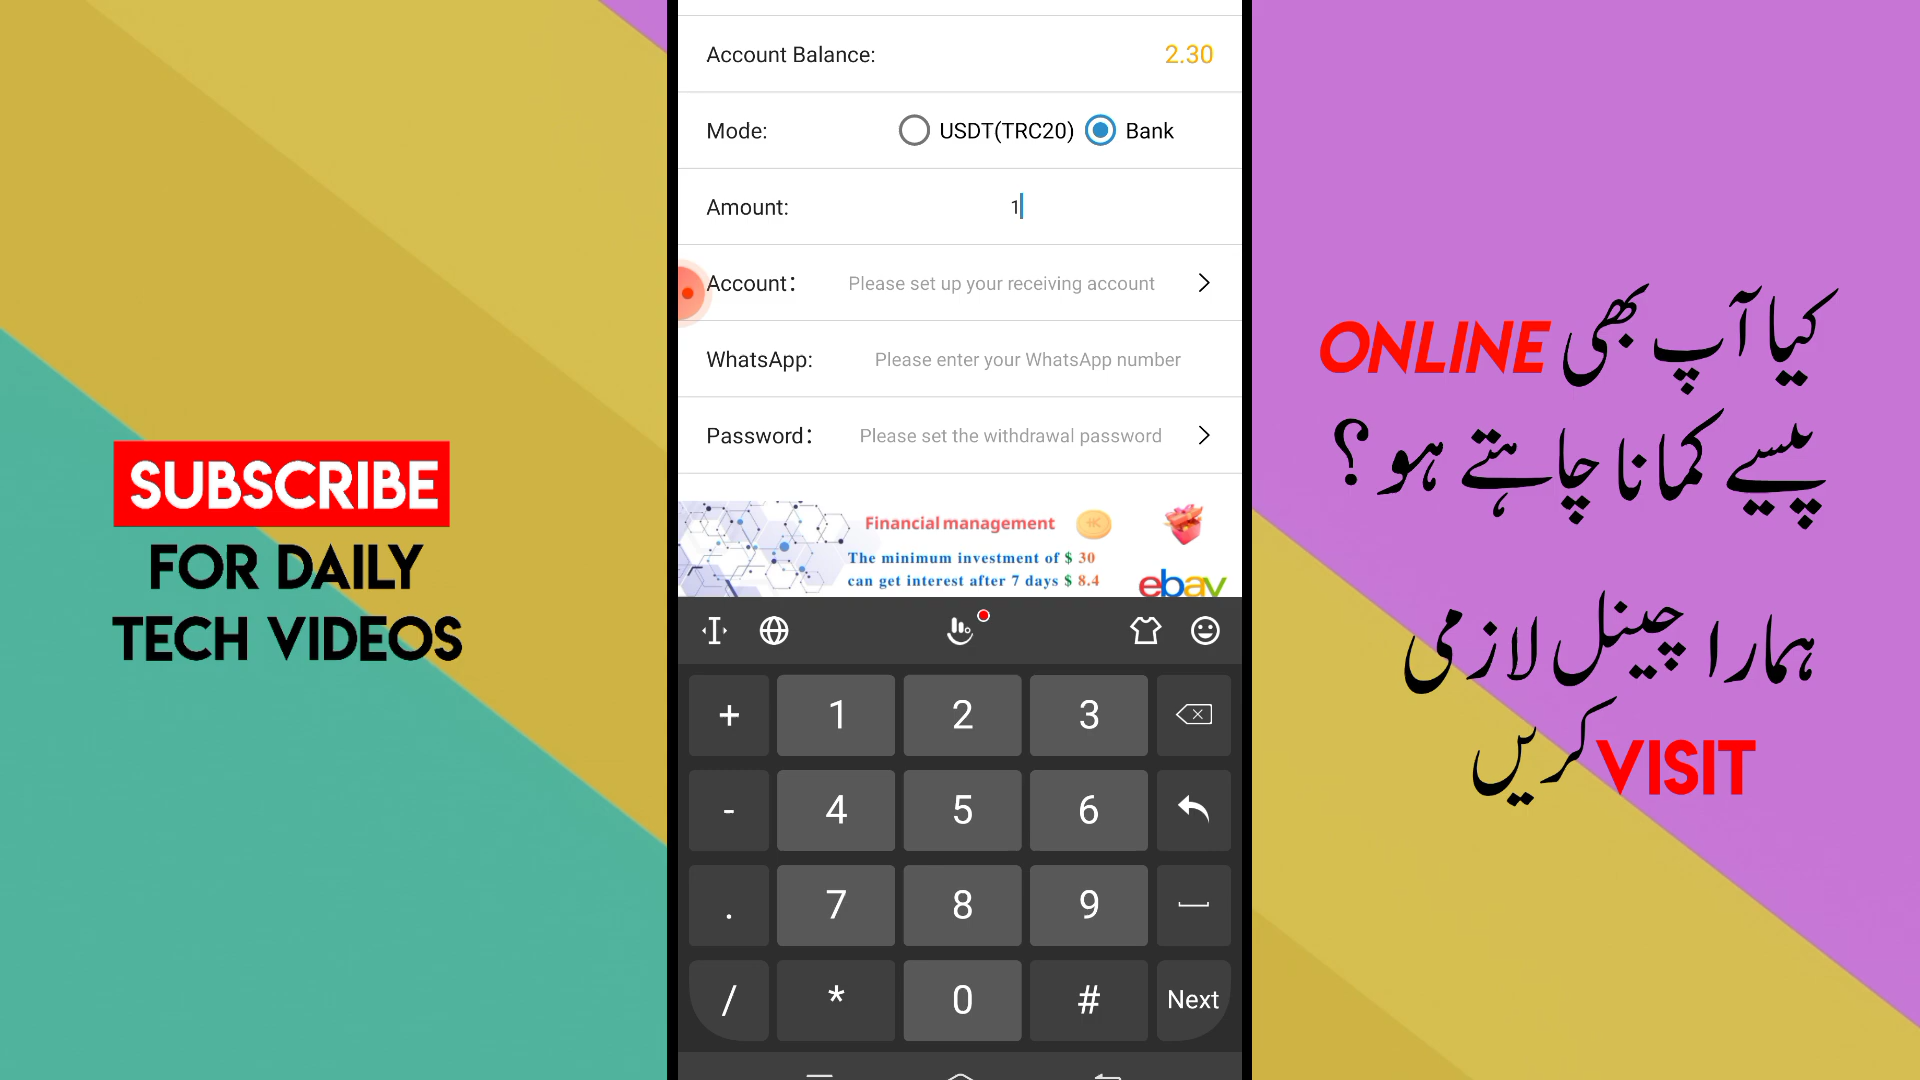 SUBSCRIBE
FOR DAILY
TECH VIDEOS
Account Balance: 2.30
Mode: USDT(TRC20) Bank
Amount: 1
Account： Please set up your receiving account
WhatsApp: Please enter your WhatsApp number
Password： Please set the withdrawal password
Financial management
The minimum investment of $ 30
can get interest after 7 days $ 8.4
ebay
+ 1 2 3
- 4 5 6
. 7 8 9
/ * 0 # Next
کیا آپ بھی ONLINE
پیسے کمانا چاہتے ہو ؟
ہمارا چینل لازمی
VISIT کریں